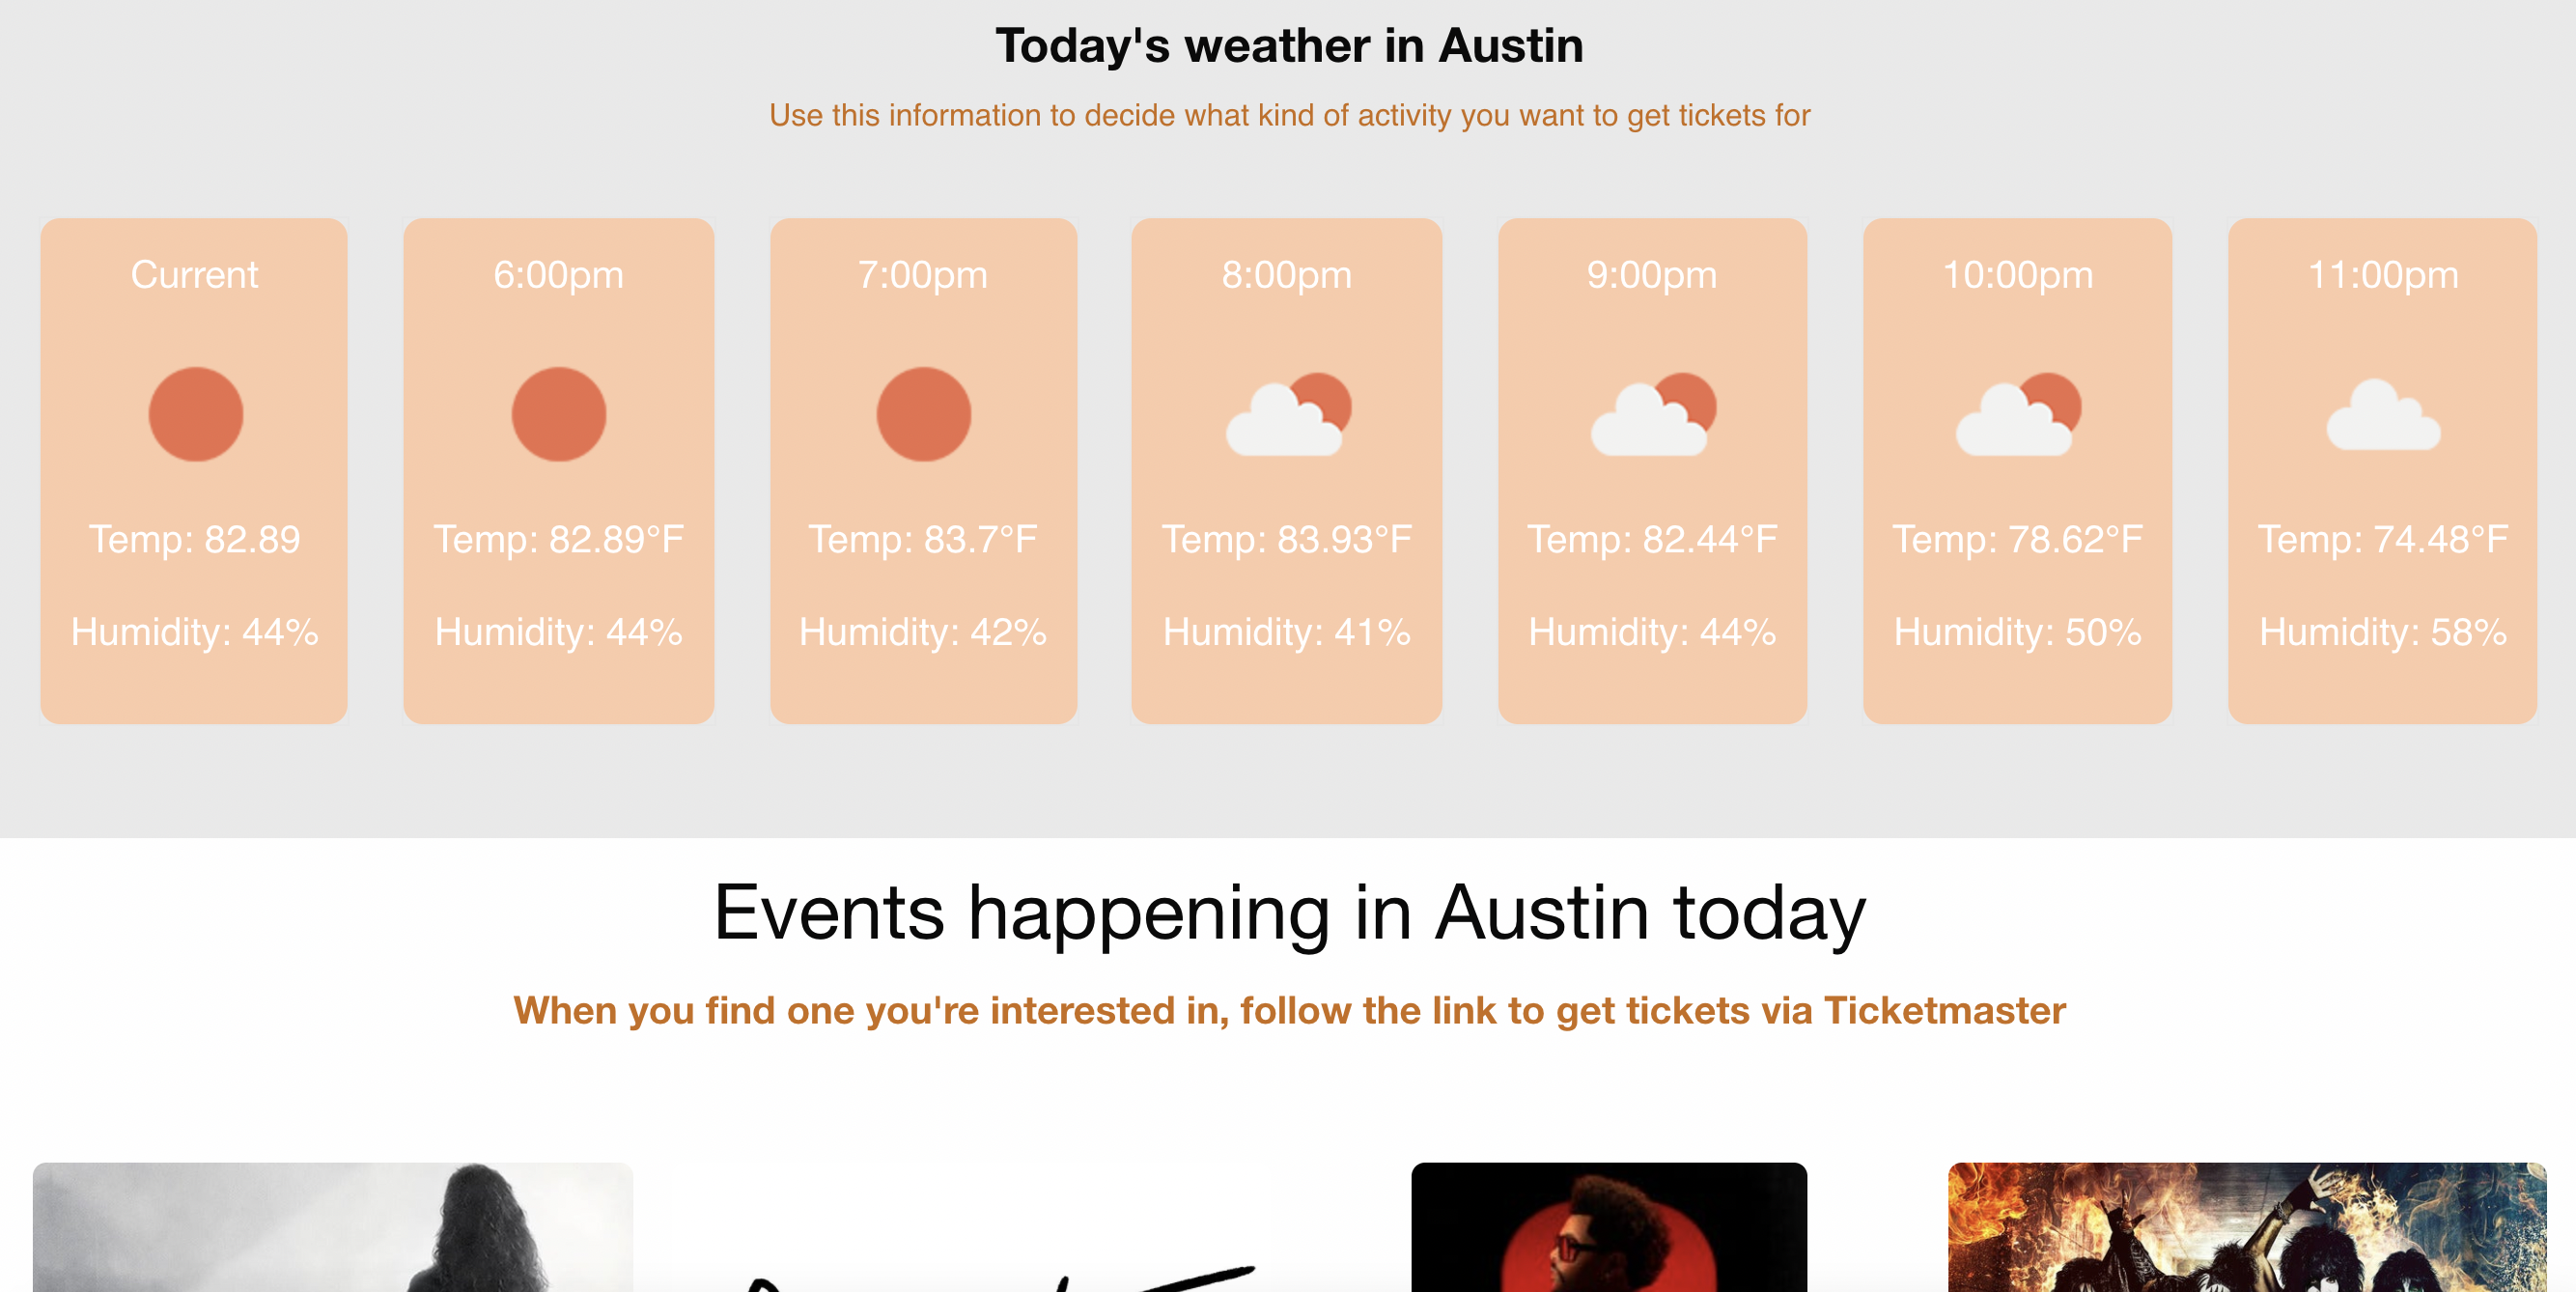 Today's weather in Austin
Use this information to decide what kind of activity you want to get tickets for
Current
Temp: 82.89
Humidity: 44%
6:00pm
Temp: 82.89°F
Humidity: 44%
7:00pm
Temp: 83.7°F
Humidity: 42%
8:00pm
Temp: 83.93°F
Humidity: 41%
9:00pm
Temp: 82.44°F
Humidity: 44%
10:00pm
Temp: 78.62°F
Humidity: 50%
11:00pm
Temp: 74.48°F
Humidity: 58%
Events happening in Austin today
When you find one you're interested in, follow the link to get tickets via Ticketmaster